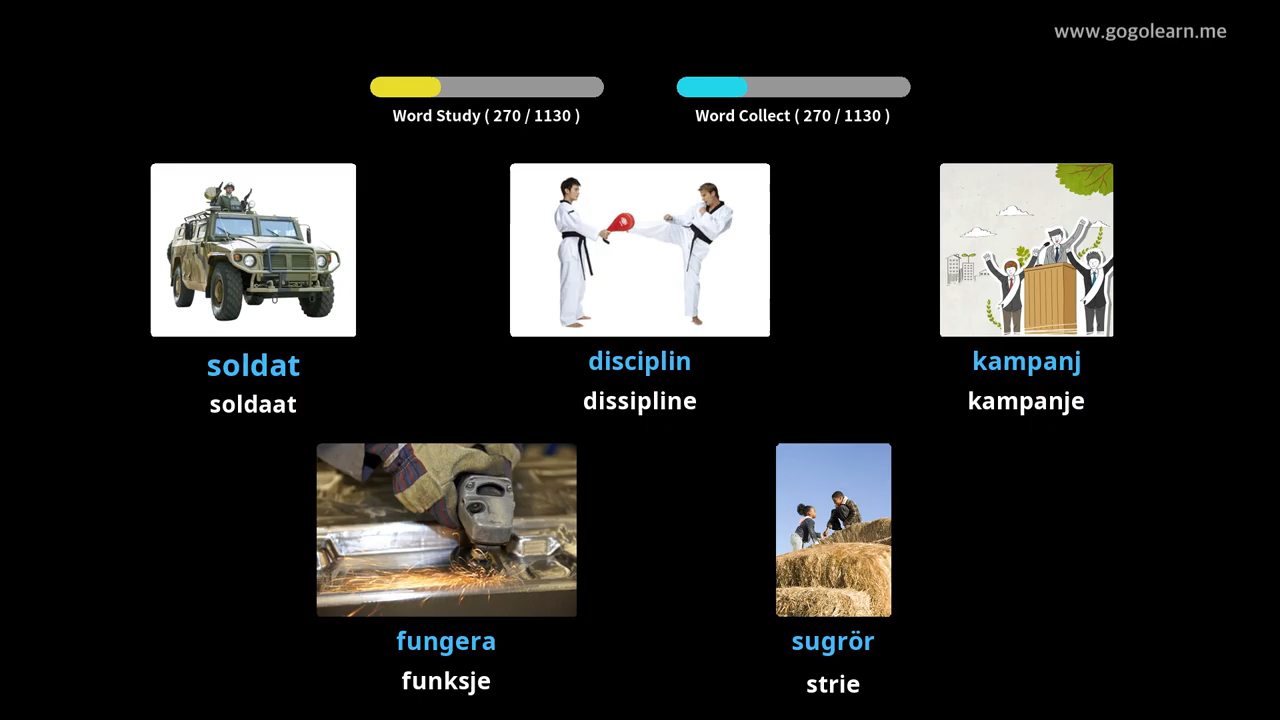 www.gogolearn.me
Word Study ( 270 / 1130 )
Word Collect ( 270 / 1130 )
soldat
soldaat
disciplin
dissipline
kampanj
kampanje
fungera
funksje
sugrör
strie